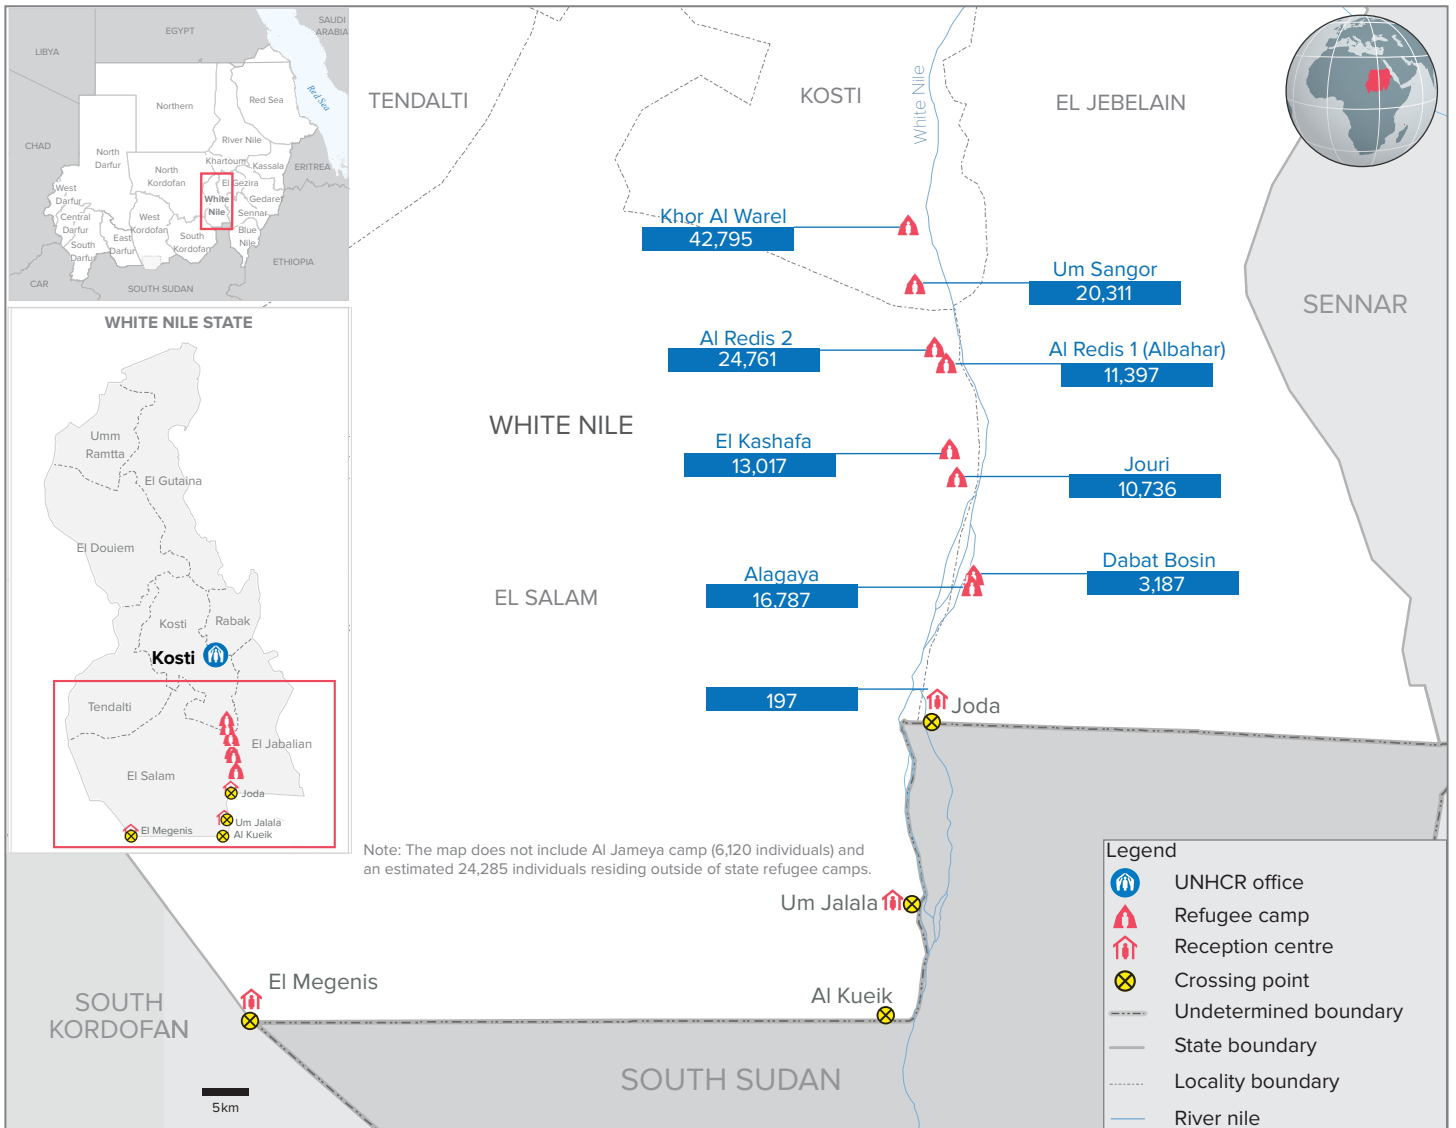 EGYPT
SAUDI
ARABIA
LIBYA
Red Sea
Northern
Red Sea
CHAD
River Nile
North
Darfur
Khartoum
Kassala
ERITREA
North
Kordofan
El Gezira
West
Darfur
White
Nile
Gedaref
Central
Darfur
West
Kordofan
Sennar
South
Darfur
East
Darfur
South
Kordofan
Blue
Nile
CAR
SOUTH SUDAN
ETHIOPIA
WHITE NILE STATE
Umm
Ramtta
El Gutaina
El Douiem
Kosti
Rabak
Kosti
Tendalti
El Jabalian
El Salam
Joda
Um Jalala
El Megenis
Al Kueik
TENDALTI
KOSTI
White Nile
EL JEBELAIN
SENNAR
Khor Al Warel
42,795
Um Sangor
20,311
Al Redis 2
24,761
Al Redis 1 (Albahar)
11,397
WHITE NILE
El Kashafa
13,017
Jouri
10,736
EL SALAM
Alagaya
16,787
Dabat Bosin
3,187
197
Joda
Note: The map does not include Al Jameya camp (6,120 individuals) and
an estimated 24,285 individuals residing outside of state refugee camps.
Um Jalala
El Megenis
Al Kueik
SOUTH
KORDOFAN
SOUTH SUDAN
5km
Legend
UNHCR office
Refugee camp
Reception centre
Crossing point
Undetermined boundary
State boundary
Locality boundary
River nile